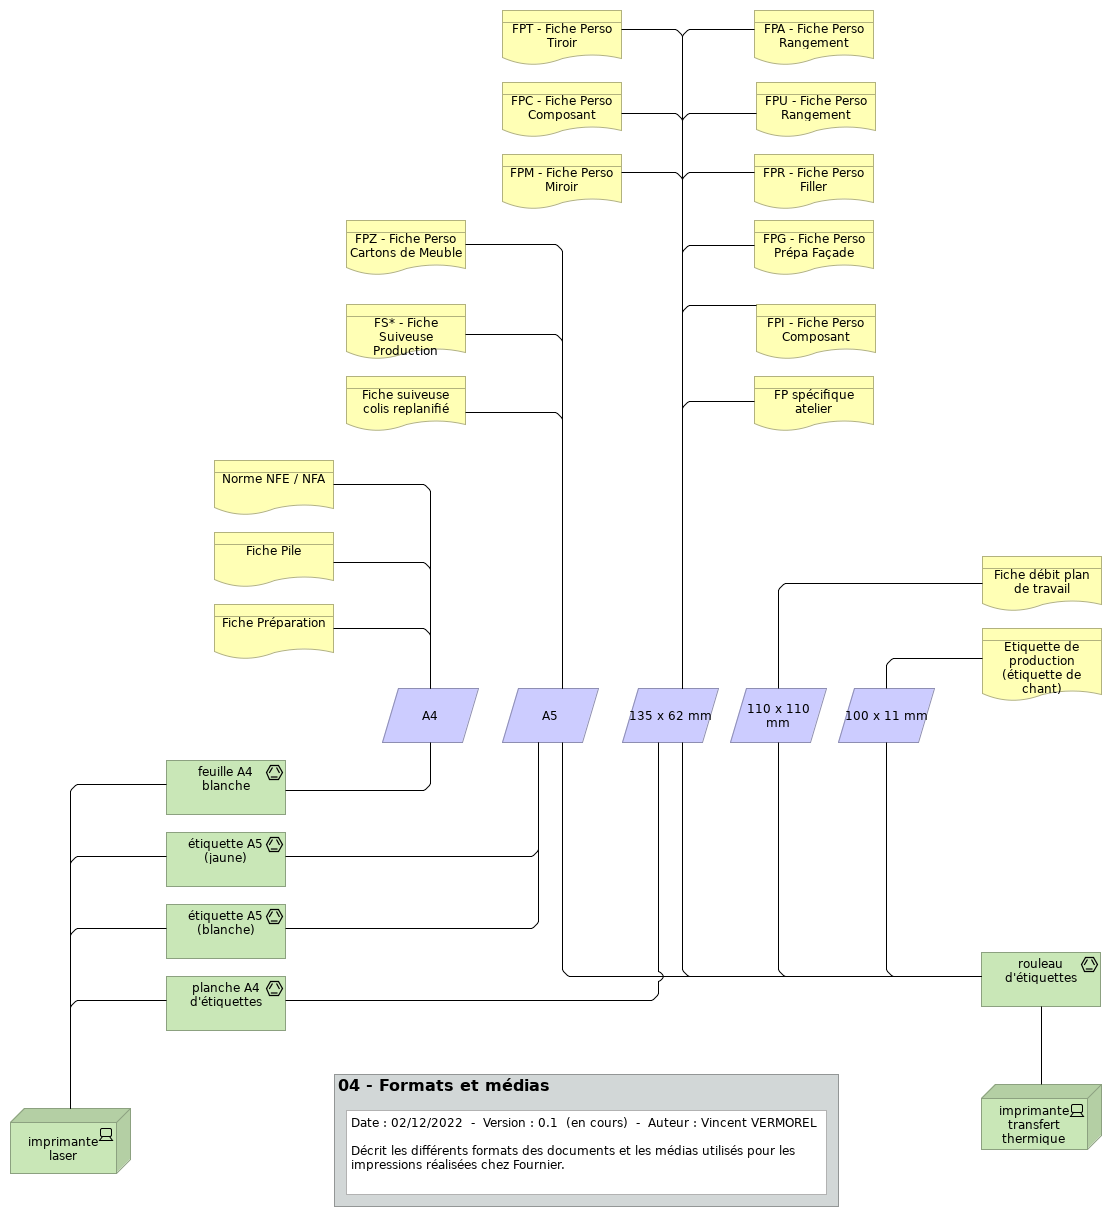 FPT - Fiche Perso
Tiroir
FPA - Fiche Perso
Rangement
FPC - Fiche Perso
Composant
FPU - Fiche Perso
Rangement
FPM - Fiche Perso
Miroir
FPR - Fiche Perso
Filler
FPZ - Fiche Perso
Cartons de Meuble
FPG - Fiche Perso
Prépa Façade
FS* - Fiche
Suiveuse
Production
FPI - Fiche Perso
Composant
Fiche suiveuse
colis replanifié
FP spécifique
atelier
Norme NFE / NFA
Fiche Pile
Fiche débit plan
de travail
Fiche Préparation
Etiquette de
production
(étiquette de
chant)
A4
A5
135 x 62 mm
110 x 110
mm
100 x 11 mm
feuille A4
blanche
étiquette A5
(jaune)
étiquette A5
(blanche)
planche A4
d'étiquettes
rouleau
d'étiquettes
imprimante
laser
imprimante
transfert
thermique
04 - Formats et médias
Date : 02/12/2022  -  Version : 0.1  (en cours)  -  Auteur : Vincent VERMOREL
Décrit les différents formats des documents et les médias utilisés pour les
impressions réalisées chez Fournier.